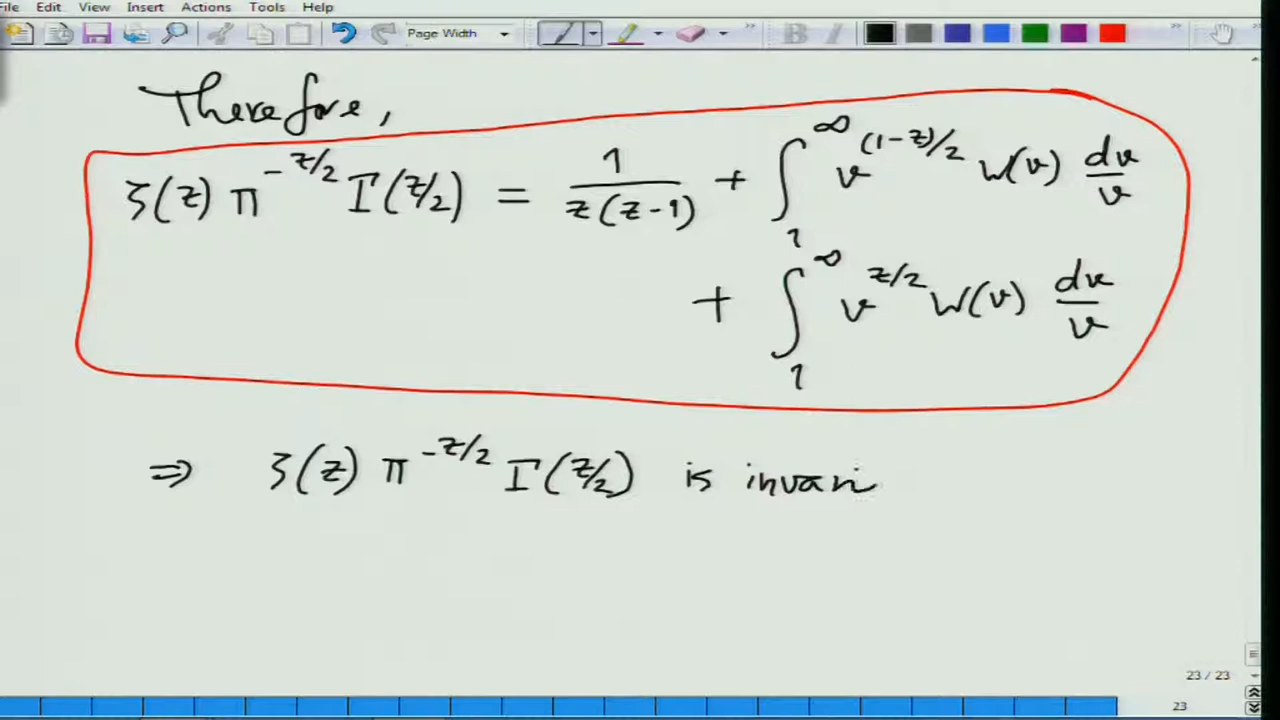 File Edit View Insert Actions Tools Help
Page Width
Therefore,
ζ(z) π^{-z/2} Γ(z/2) = 1/(z(z-1)) + ∫_1^∞ v^{(1-z)/2} W(v) dv/v
+ ∫_1^∞ v^{z/2} W(v) dv/v
⇒ ζ(z) π^{-z/2} Γ(z/2) is invari
23 / 23
23